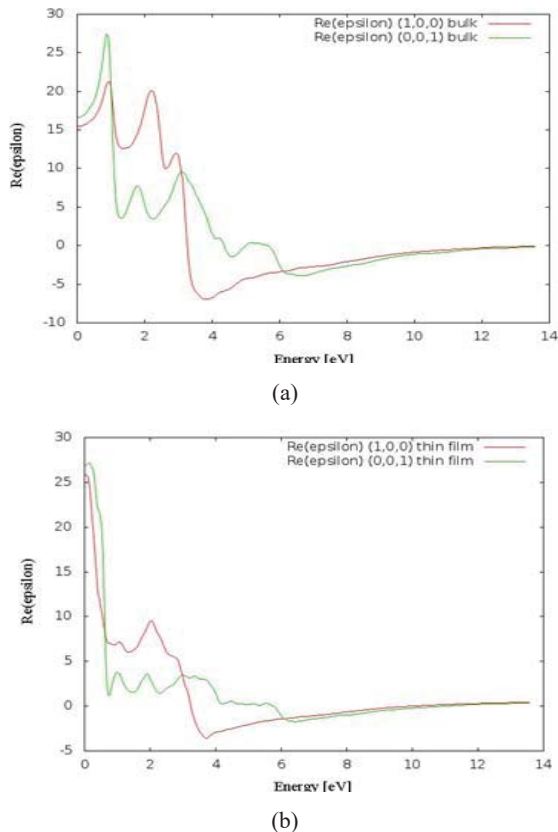 30
Re(epsilon) (1,0,0) bulk
Re(epsilon) (0,0,1) bulk
25
20
15
10
5
0
-5
-10
Re(epsilon)
0 2 4 6 8 10 12 14
Energy [eV]
(a)
30
Re(epsilon) (1,0,0) thin film
Re(epsilon) (0,0,1) thin film
25
20
15
10
5
0
-5
Re(epsilon)
0 2 4 6 8 10 12 14
Energy [eV]
(b)